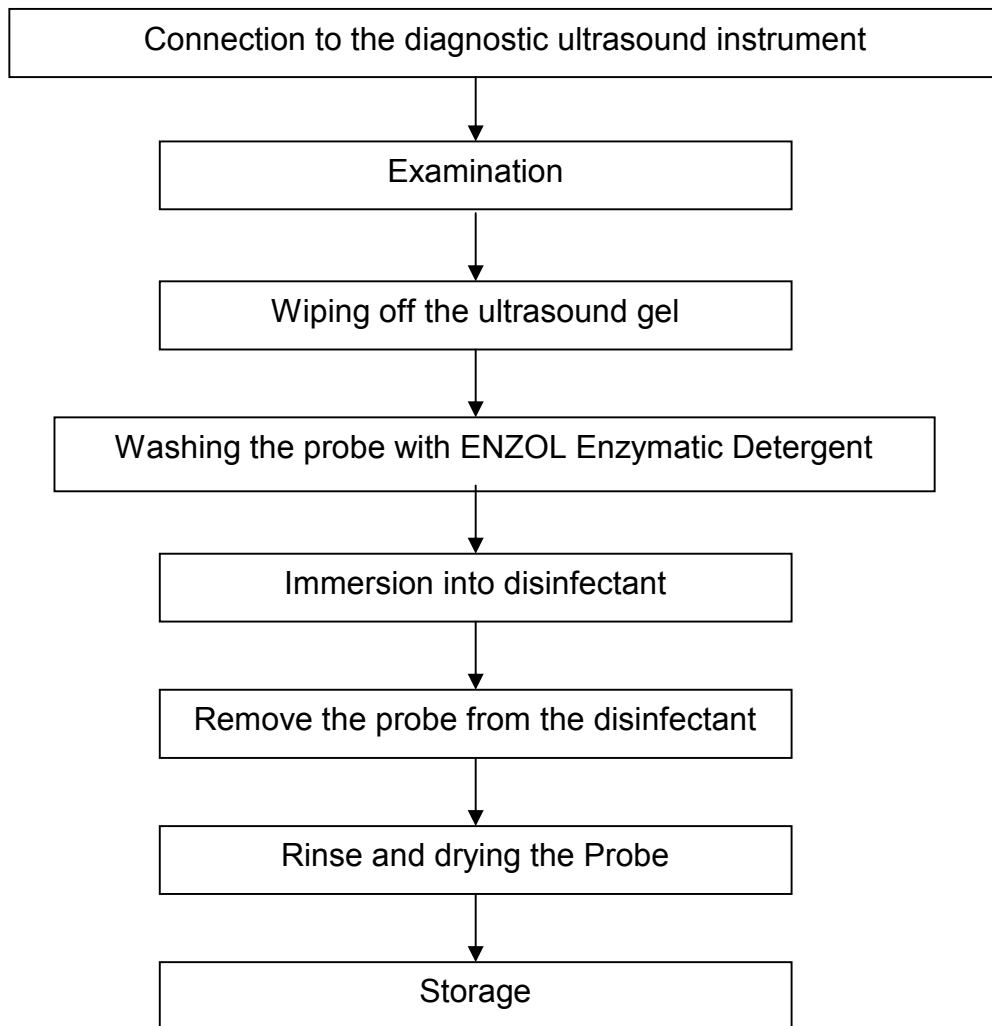 Connection to the diagnostic ultrasound instrument
Examination
Wiping off the ultrasound gel
Washing the probe with ENZOL Enzymatic Detergent
Immersion into disinfectant
Remove the probe from the disinfectant
Rinse and drying the Probe
Storage